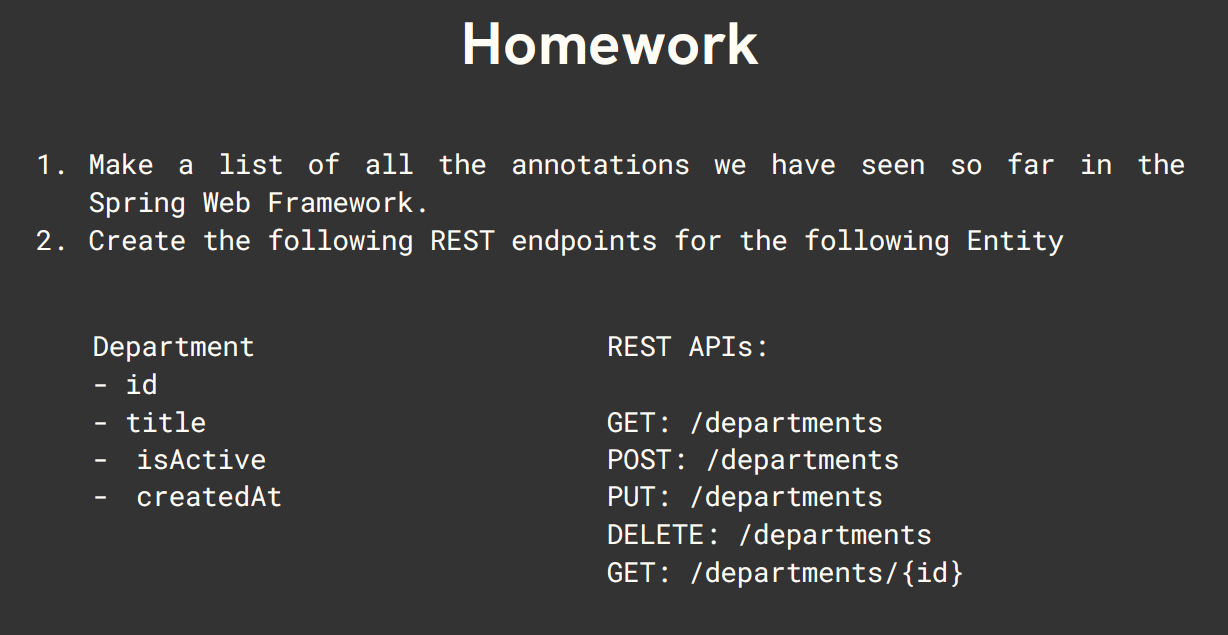 Homework
1. Make a list of all the annotations we have seen so far in the
Spring Web Framework.
2. Create the following REST endpoints for the following Entity
Department
- id
- title
- isActive
- createdAt
REST APIs:
GET: /departments
POST: /departments
PUT: /departments
DELETE: /departments
GET: /departments/{id}